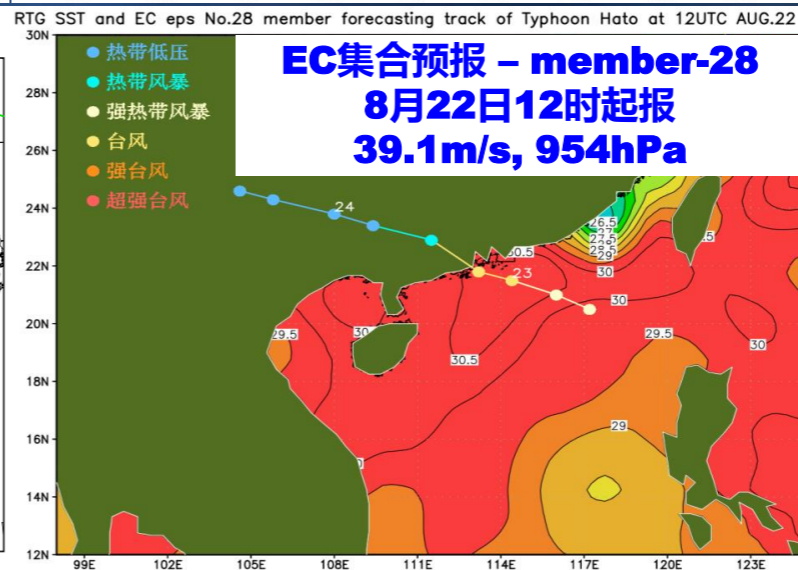 RTG SST and EC eps No.28 member forecasting track of Typhoon Hato at 12UTC AUG.22
EC集合预报 – member-28
8月22日12时起报
39.1m/s, 954hPa
热带低压
热带风暴
强热带风暴
台风
强台风
超强台风
30N
28N
26N
24N
22N
20N
18N
16N
14N
12N
24
23
26.5
27
27.5
28
28.5
29
30
30
30.5
29.5
30
30.5
29.5
30
29
99E
102E
105E
108E
111E
114E
117E
120E
123E